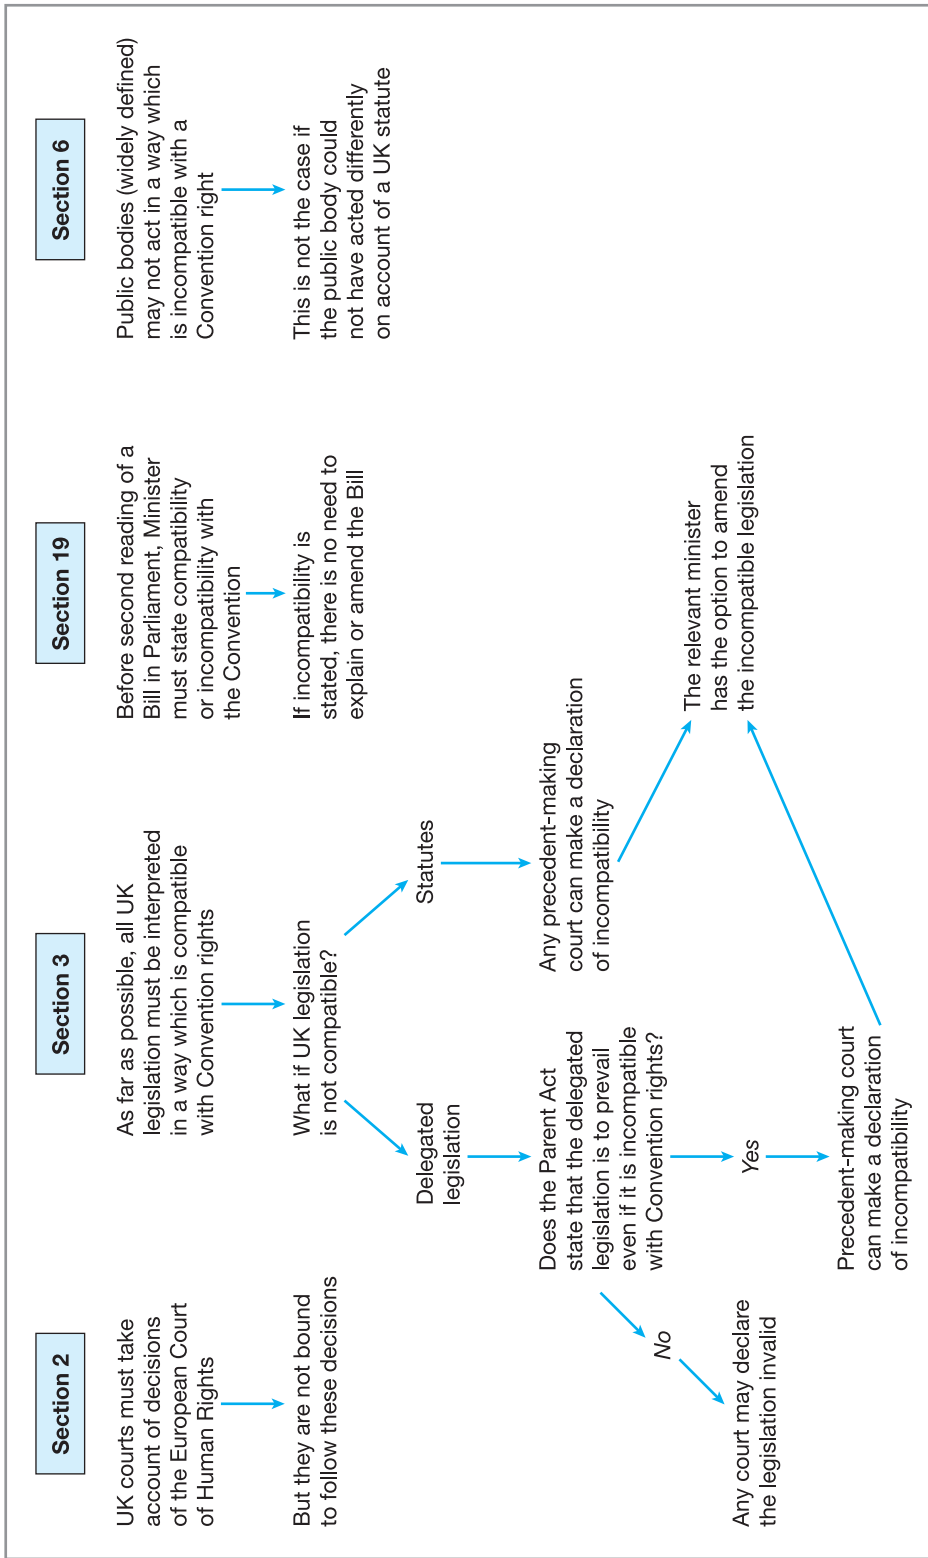 Section 2
UK courts must take
account of decisions
of the European Court
of Human Rights
But they are not bound
to follow these decisions
Section 3
As far as possible, all UK
legislation must be interpreted
in a way which is compatible
with Convention rights
What if UK legislation
is not compatible?
Delegated
legislation
Does the Parent Act
state that the delegated
legislation is to prevail
even if it is incompatible
with Convention rights?
No
Any court may declare
the legislation invalid
Yes
Precedent-making court
can make a declaration
of incompatibility
Statutes
Any precedent-making
court can make a declaration
of incompatibility
The relevant minister
has the option to amend
the incompatible legislation
Section 19
Before second reading of a
Bill in Parliament, Minister
must state compatibility
or incompatibility with
the Convention
If incompatibility is
stated, there is no need to
explain or amend the Bill
Section 6
Public bodies (widely defined)
may not act in a way which
is incompatible with a
Convention right
This is not the case if
the public body could
not have acted differently
on account of a UK statute